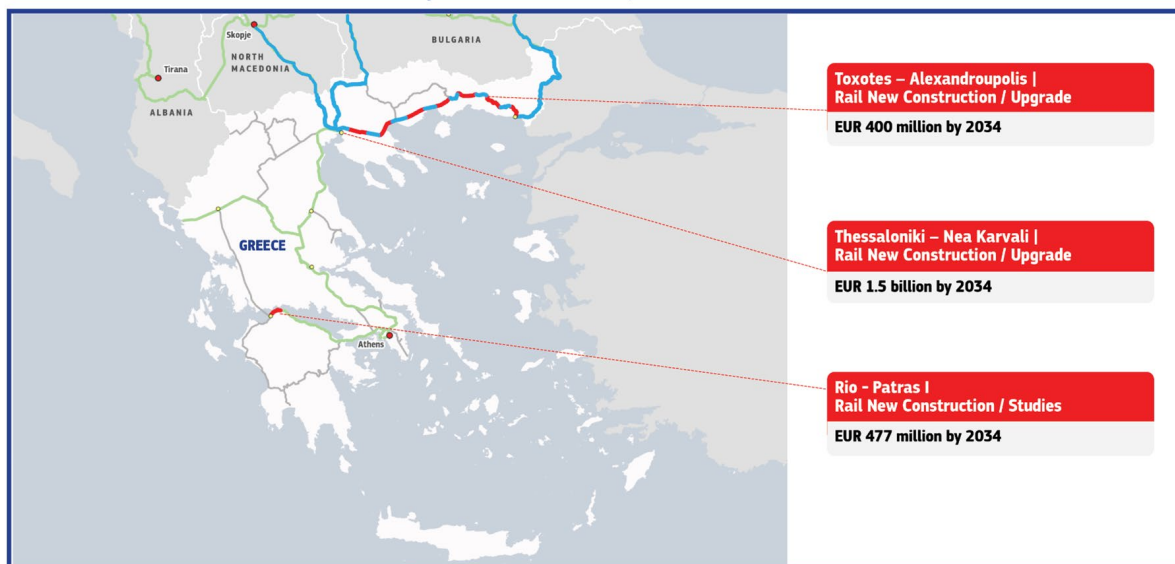 Skopje
BULGARIA
Tirana
NORTH
MACEDONIA
ALBANIA
GREECE
Athens
Toxotes – Alexandroupolis |
Rail New Construction / Upgrade
EUR 400 million by 2034
Thessaloniki – Nea Karvali |
Rail New Construction / Upgrade
EUR 1.5 billion by 2034
Rio - Patras I
Rail New Construction / Studies
EUR 477 million by 2034